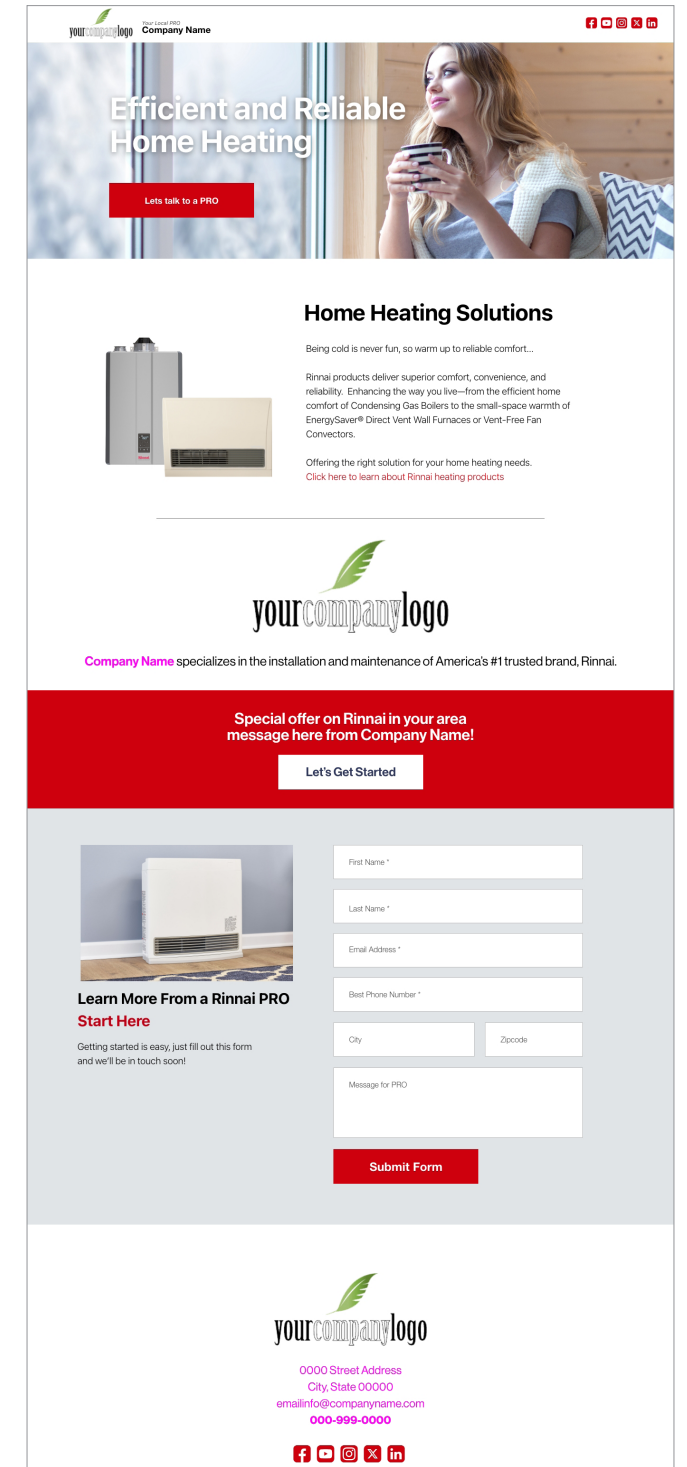 yourcompanylogo
Your Local PRO
Company Name
Efficient and Reliable
Home Heating
Lets talk to a PRO
Home Heating Solutions
Being cold is never fun, so warm up to reliable comfort...
Rinnai products deliver superior comfort, convenience, and
reliability.  Enhancing the way you live—from the efficient home
comfort of Condensing Gas Boilers to the small-space warmth of
EnergySaver® Direct Vent Wall Furnaces or Vent-Free Fan
Convectors.
Offering the right solution for your home heating needs.
Click here to learn about Rinnai heating products
Rinnai
yourcompanylogo
Company Name specializes in the installation and maintenance of America's #1 trusted brand, Rinnai.
Special offer on Rinnai in your area
message here from Company Name!
Let's Get Started
Learn More From a Rinnai PRO
Start Here
Getting started is easy, just fill out this form
and we'll be in touch soon!
First Name *
Last Name *
Email Address *
Best Phone Number *
City
Zipcode
Message for PRO
Submit Form
yourcompanylogo
0000 Street Address
City, State 00000
emailinfo@companyname.com
000-999-0000